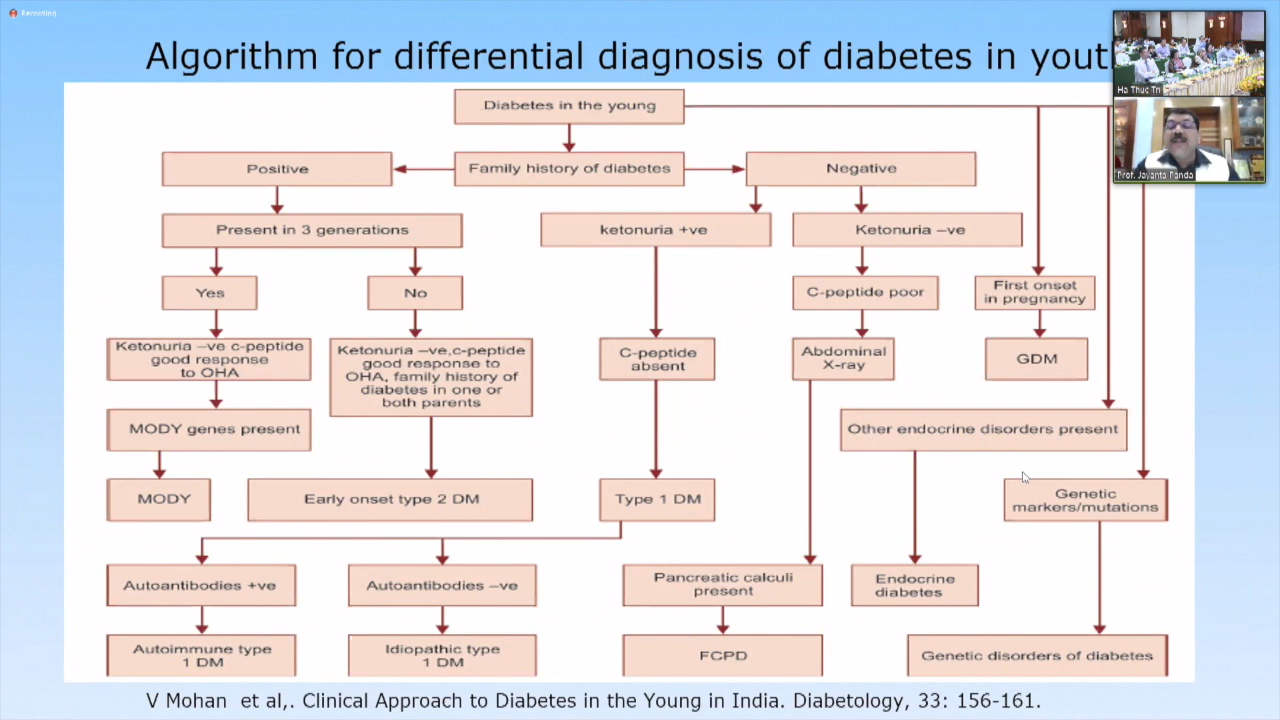 Recording
Algorithm for differential diagnosis of diabetes in yout
Ha Thuc Tri
Prof. Jayanta Panda
Diabetes in the young
Positive
Family history of diabetes
Negative
Present in 3 generations
ketonuria +ve
Ketonuria –ve
Yes
No
C-peptide poor
First onset
in pregnancy
Ketonuria –ve c-peptide
good response
to OHA
Ketonuria –ve,c-peptide
good response to
OHA, family history of
diabetes in one or
both parents
C-peptide
absent
Abdominal
X-ray
GDM
MODY genes present
Other endocrine disorders present
MODY
Early onset type 2 DM
Type 1 DM
Genetic
markers/mutations
Autoantibodies +ve
Autoantibodies –ve
Pancreatic calculi
present
Endocrine
diabetes
Autoimmune type
1 DM
Idiopathic type
1 DM
FCPD
Genetic disorders of diabetes
V Mohan et al,. Clinical Approach to Diabetes in the Young in India. Diabetology, 33: 156-161.